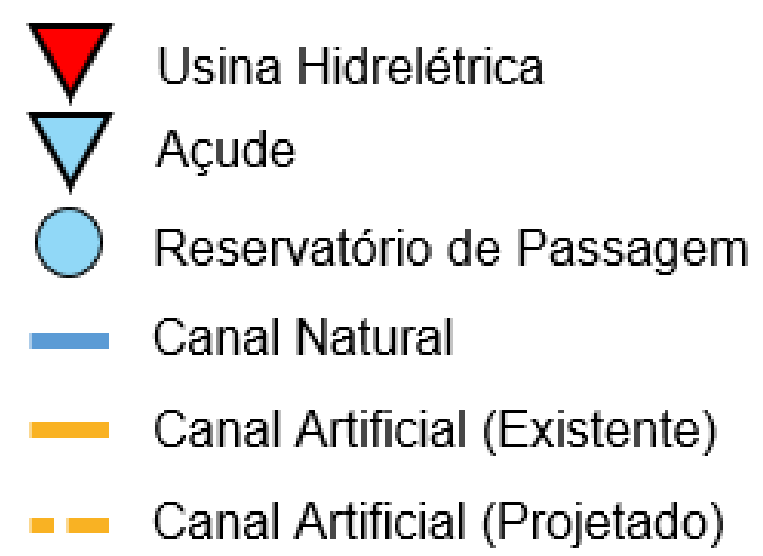 Usina Hidrelétrica
Açude
Reservatório de Passagem
Canal Natural
Canal Artificial (Existente)
Canal Artificial (Projetado)